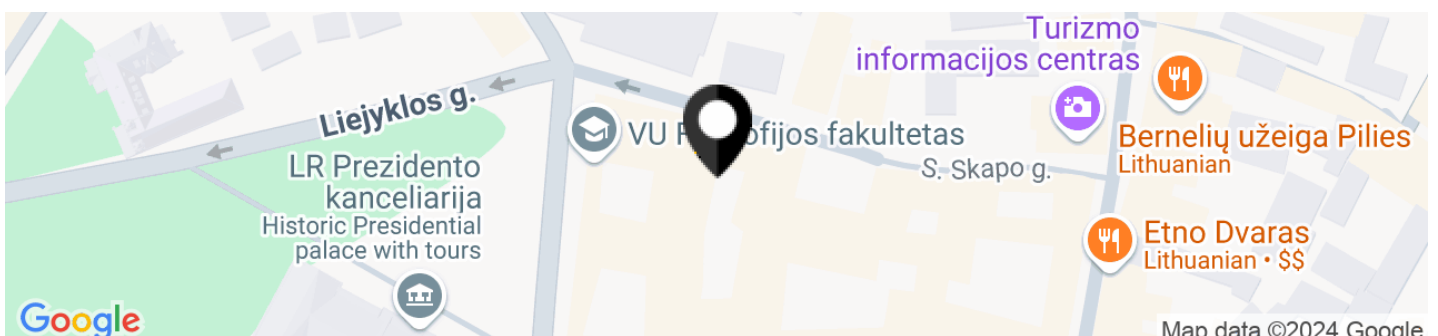 Turizmo
informacijos centras
Liejyklos g.
VU F ofijos fakultetas
Bernelių užeiga Pilies
Lithuanian
S. Skapo g.
LR Prezidento
kanceliarija
Historic Presidential
palace with tours
Etno Dvaras
Lithuanian • $$
Google
Map data ©2024 Google